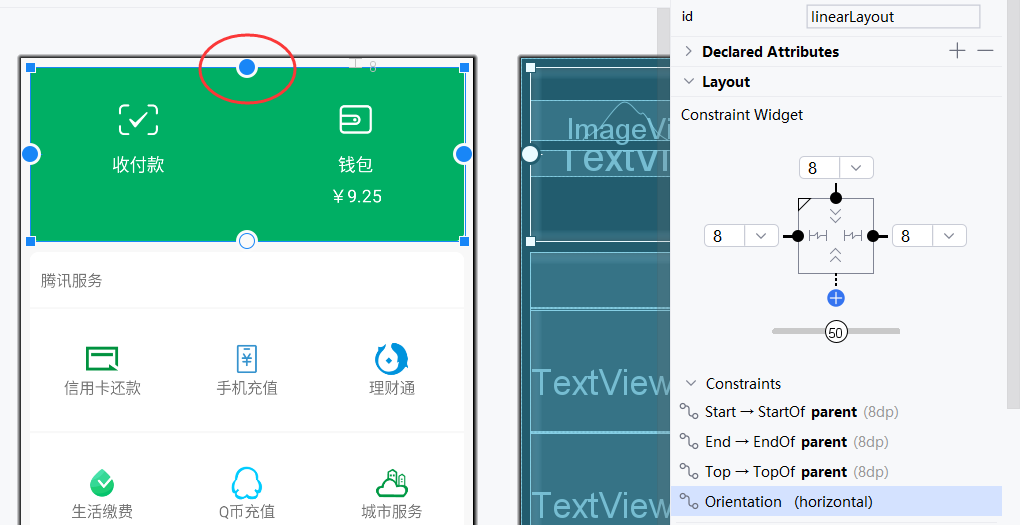 id linearLayout
Declared Attributes
Layout
Constraint Widget
8
8 8
50
Constraints
Start → StartOf parent (8dp)
End → EndOf parent (8dp)
Top → TopOf parent (8dp)
Orientation (horizontal)
8
收付款 钱包
￥9.25
腾讯服务
信用卡还款 手机充值 理财通
生活缴费 Q币充值 城市服务
ImageVi
TextVi
TextView
TextView